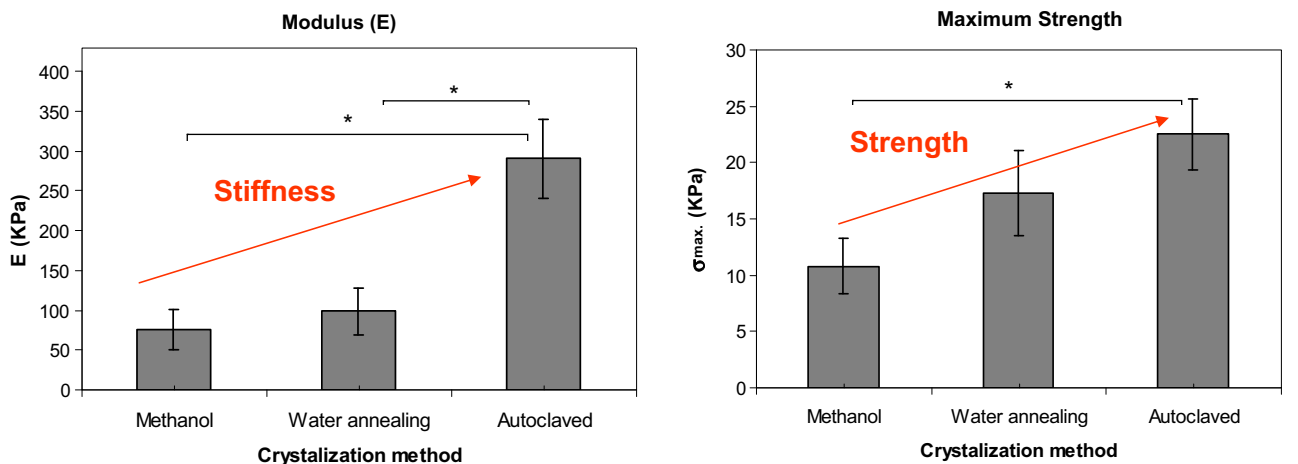 Modulus (E)
400
350
300
250
200
150
100
50
0
E (KPa)
*
*
Stiffness
Methanol
Water annealing
Autoclaved
Crystalization method
Maximum Strength
30
25
20
15
10
5
0
σmax. (KPa)
*
Strength
Methanol
Water annealing
Autoclaved
Crystalization method